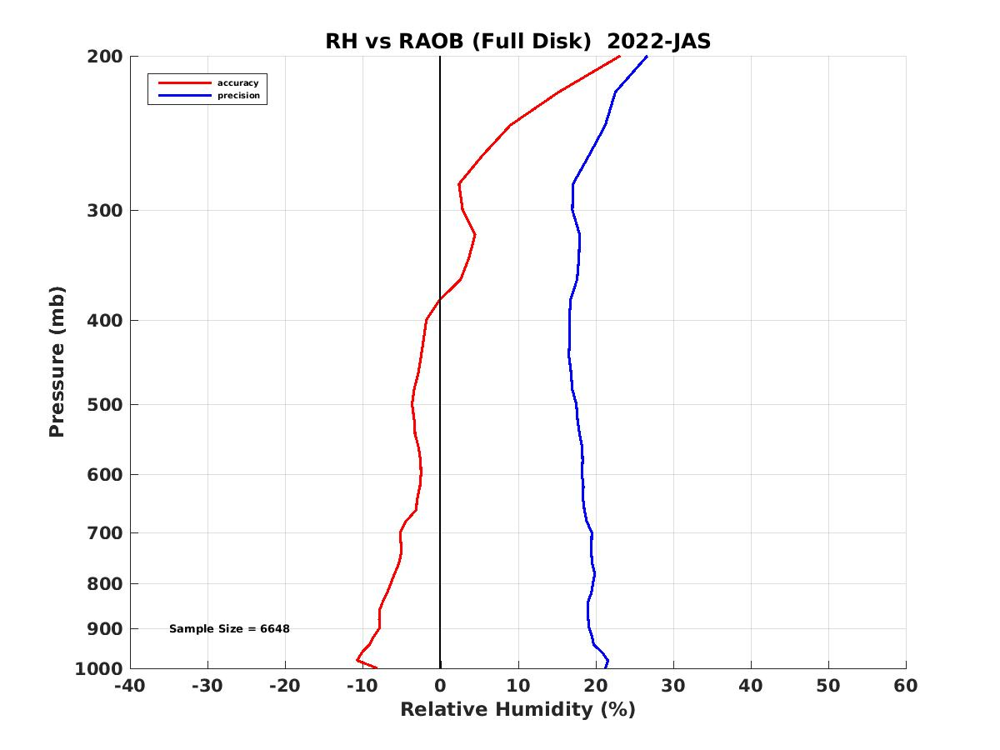 RH vs RAOB (Full Disk)  2022-JAS
200
accuracy
precision
300
400
Pressure (mb)
500
600
700
800
Sample Size = 6648
900
1000
-40 -30 -20 -10 0 10 20 30 40 50 60
Relative Humidity (%)